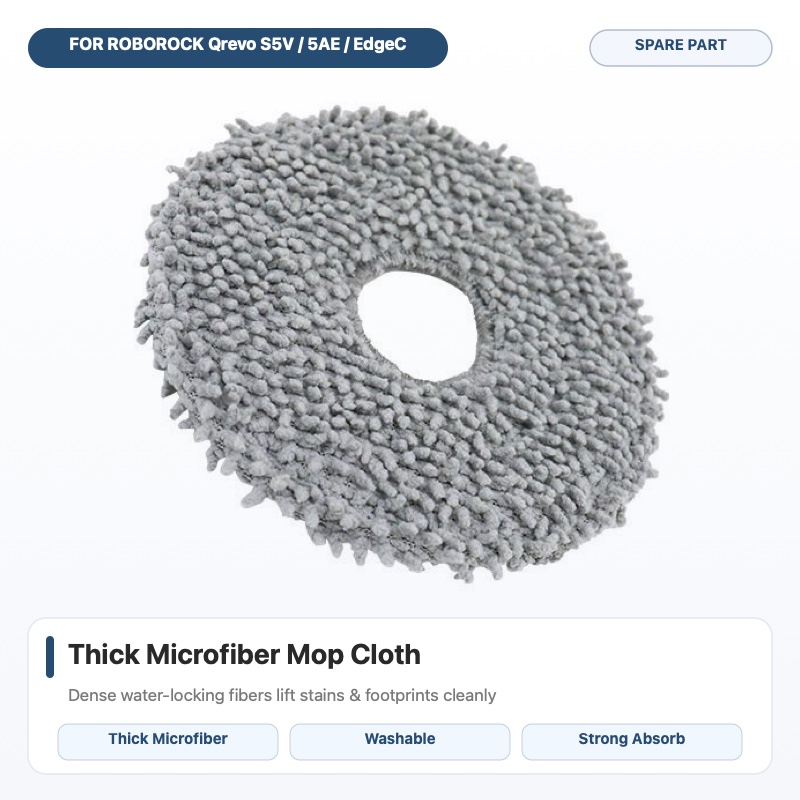 FOR ROBOROCK Qrevo S5V / 5AE / EdgeC
SPARE PART
Thick Microfiber Mop Cloth
Dense water-locking fibers lift stains & footprints cleanly
Thick Microfiber
Washable
Strong Absorb